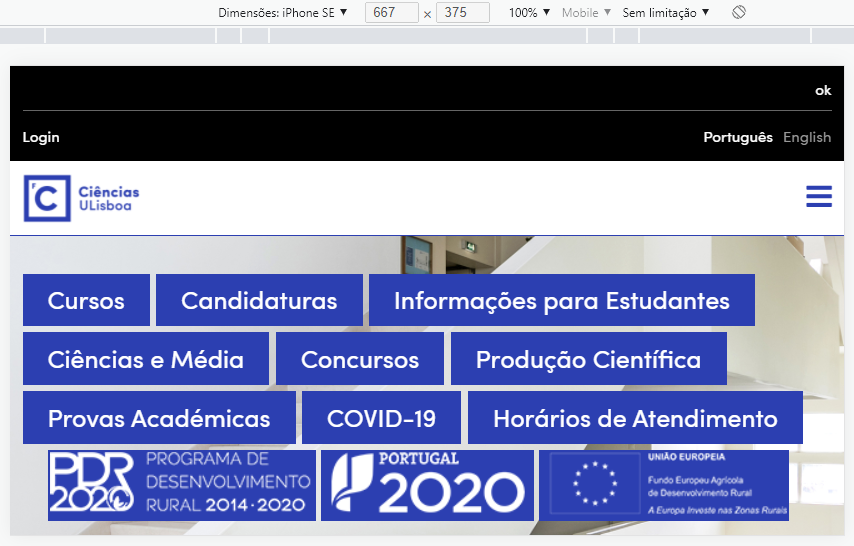 Dimensões: iPhone SE ▼ 667 × 375 100% ▼ Mobile ▼ Sem limitação ▼
ok
Login Português English
Ciências
ULisboa
Cursos Candidaturas Informações para Estudantes
Ciências e Média Concursos Produção Científica
Provas Académicas COVID-19 Horários de Atendimento
PDR
2020
PROGRAMA DE
DESENVOLVIMENTO
RURAL 2014·2020
PORTUGAL
2020
UNIÃO EUROPEIA
Fundo Europeu Agrícola
de Desenvolvimento Rural
A Europa Investe nas Zonas Rurais